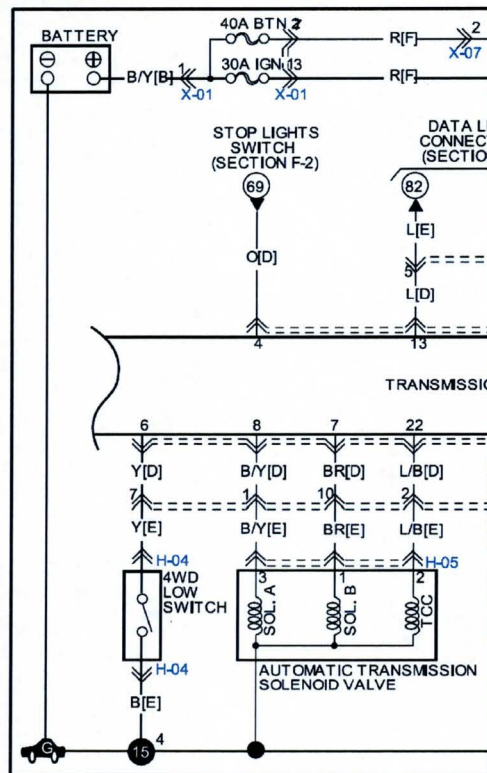 40A BTN 2 2
R[F]
X-07
BATTERY
B/Y[B]
1
X-01
30A IGN 13
X-01
R[F]
STOP LIGHTS
SWITCH
(SECTION F-2)
DATA LI
CONNECT
(SECTIO
69
82
L[E]
O[D]
5
L[D]
4
13
TRANSMISSIO
6
8
7
22
Y[D]
B/Y[D]
BR[D]
L/B[D]
7
1
10
2
Y[E]
B/Y[E]
BR[E]
L/B[E]
H-04
H-05
4WD
LOW
SWITCH
3
1
2
SOL. A
SOL. B
TCC
H-04
AUTOMATIC TRANSMISSION
SOLENOID VALVE
B[E]
G
15
4